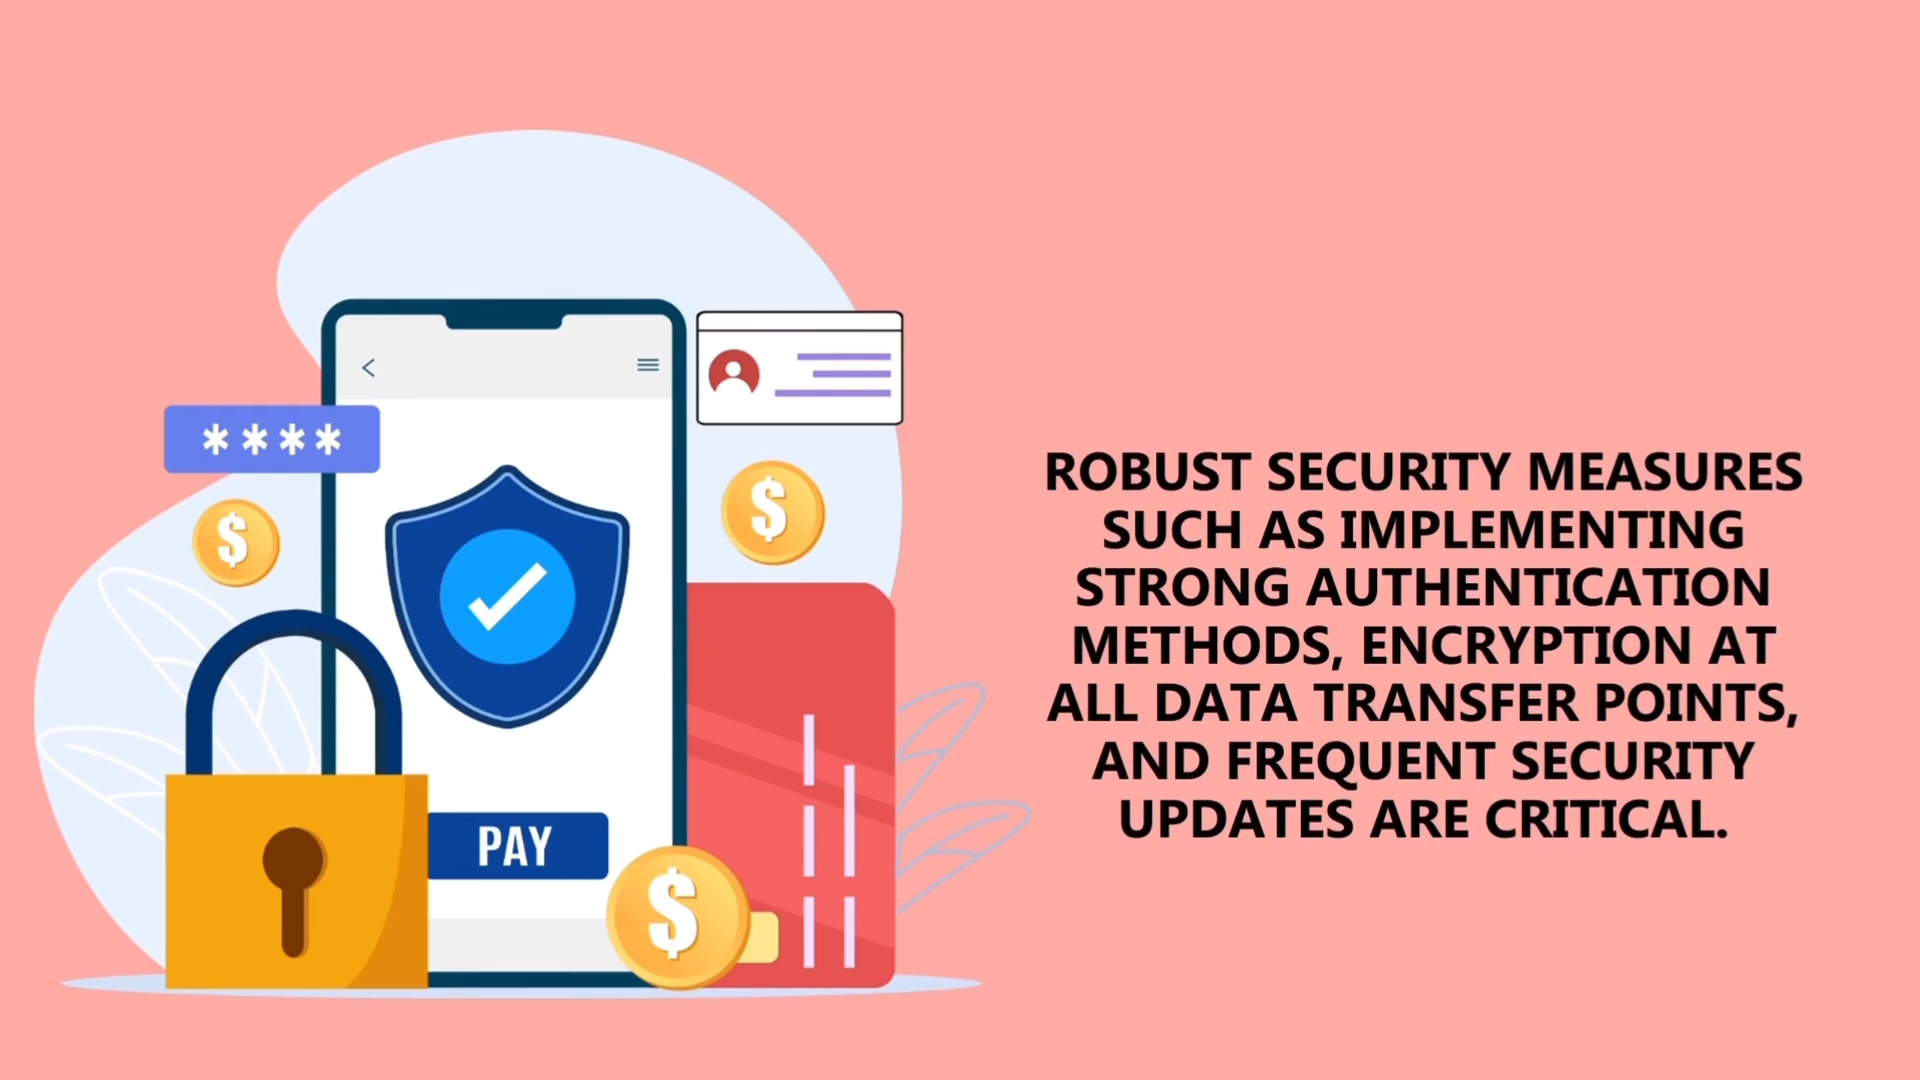 ****
$
$
PAY
$
ROBUST SECURITY MEASURES
SUCH AS IMPLEMENTING
STRONG AUTHENTICATION
METHODS, ENCRYPTION AT
ALL DATA TRANSFER POINTS,
AND FREQUENT SECURITY
UPDATES ARE CRITICAL.